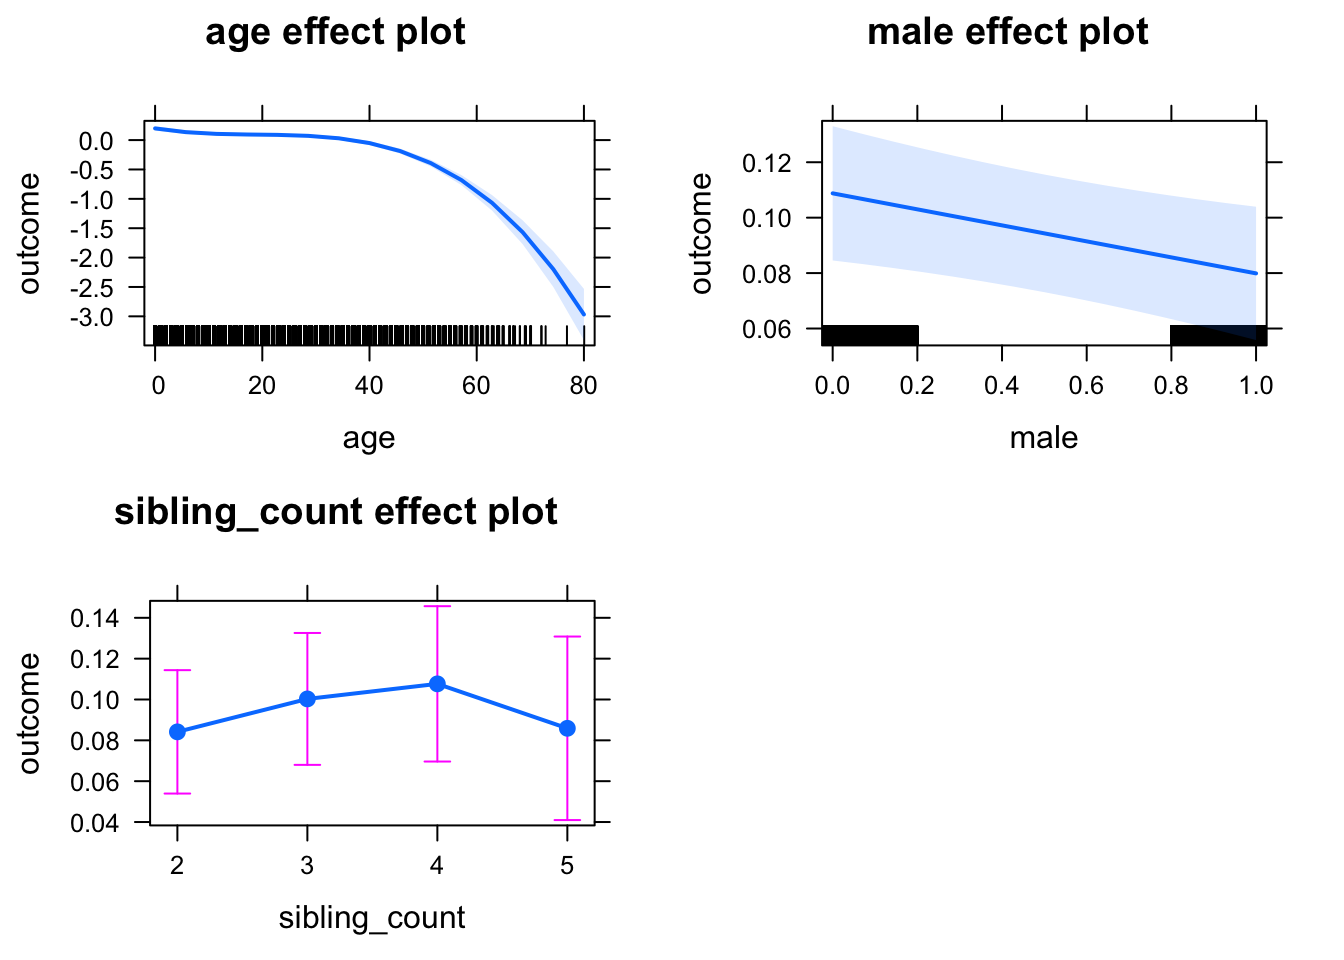 age effect plot
outcome
0.0
-0.5
-1.0
-1.5
-2.0
-2.5
-3.0
0 20 40 60 80
age
male effect plot
outcome
0.12
0.10
0.08
0.06
0.0 0.2 0.4 0.6 0.8 1.0
male
sibling_count effect plot
outcome
0.14
0.12
0.10
0.08
0.06
0.04
2 3 4 5
sibling_count